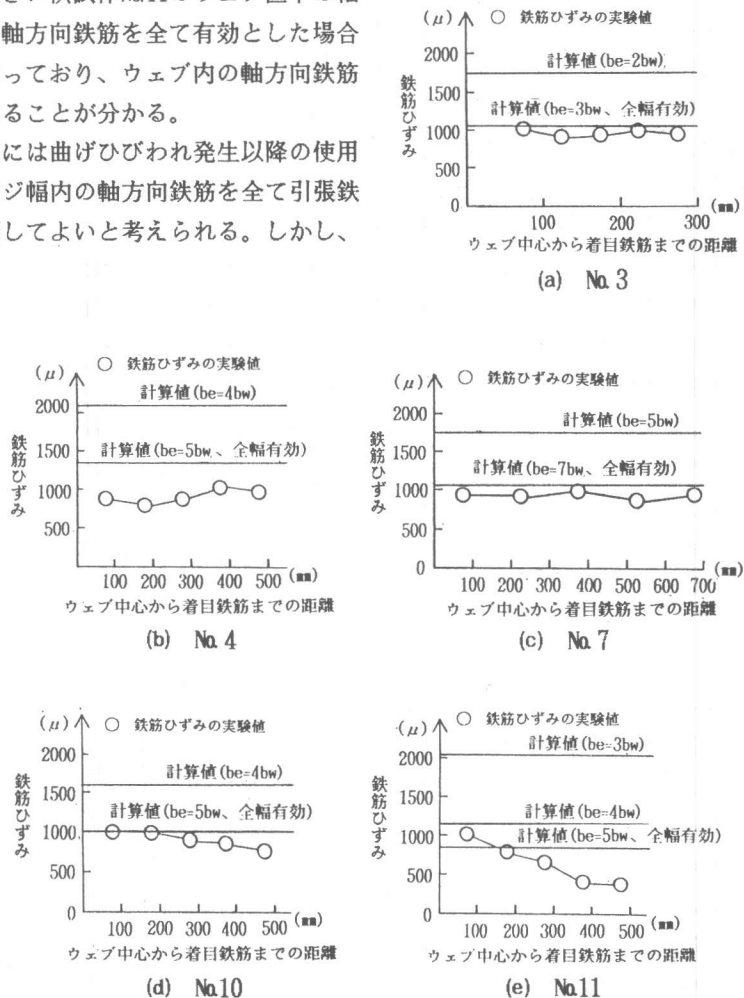 軸方向鉄筋を全て有効とした場合
っており、ウェブ内の軸方向鉄筋
ることが分かる。
には曲げひびわれ発生以降の使用
ジ幅内の軸方向鉄筋を全て引張鉄
してよいと考えられる。しかし、
(μ) ○ 鉄筋ひずみの実験値
2000
計算値(be=2bw)
1500
計算値(be=3bw、全幅有効)
1000
500
0
鉄筋ひずみ
100 200 300 (mm)
ウェブ中心から着目鉄筋までの距離
(a) No.3
(μ) ○ 鉄筋ひずみの実験値
計算値(be=4bw)
2000
1500
計算値(be=5bw、全幅有効)
1000
500
鉄筋ひずみ
100 200 300 400 500 (mm)
ウェブ中心から着目鉄筋までの距離
(b) No.4
(μ) ○ 鉄筋ひずみの実験値
2000
計算値(be=5bw)
1500
計算値(be=7bw、全幅有効)
1000
500
0
鉄筋ひずみ
100 200 300 400 500 600 700 (mm)
ウェブ中心から着目鉄筋までの距離
(c) No.7
(μ) ○ 鉄筋ひずみの実験値
2000
計算値(be=4bw)
1500
計算値(be=5bw、全幅有効)
1000
500
0
鉄筋ひずみ
100 200 300 400 500 (mm)
ウェブ中心から着目鉄筋までの距離
(d) No.10
(μ) ○ 鉄筋ひずみの実験値
2000
計算値(be=3bw)
1500
計算値(be=4bw)
1000
計算値(be=5bw、全幅有効)
500
0
鉄筋ひずみ
100 200 300 400 500 (mm)
ウェブ中心から着目鉄筋までの距離
(e) No.11